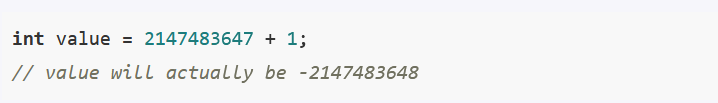 int value = 2147483647 + 1;
// value will actually be -2147483648